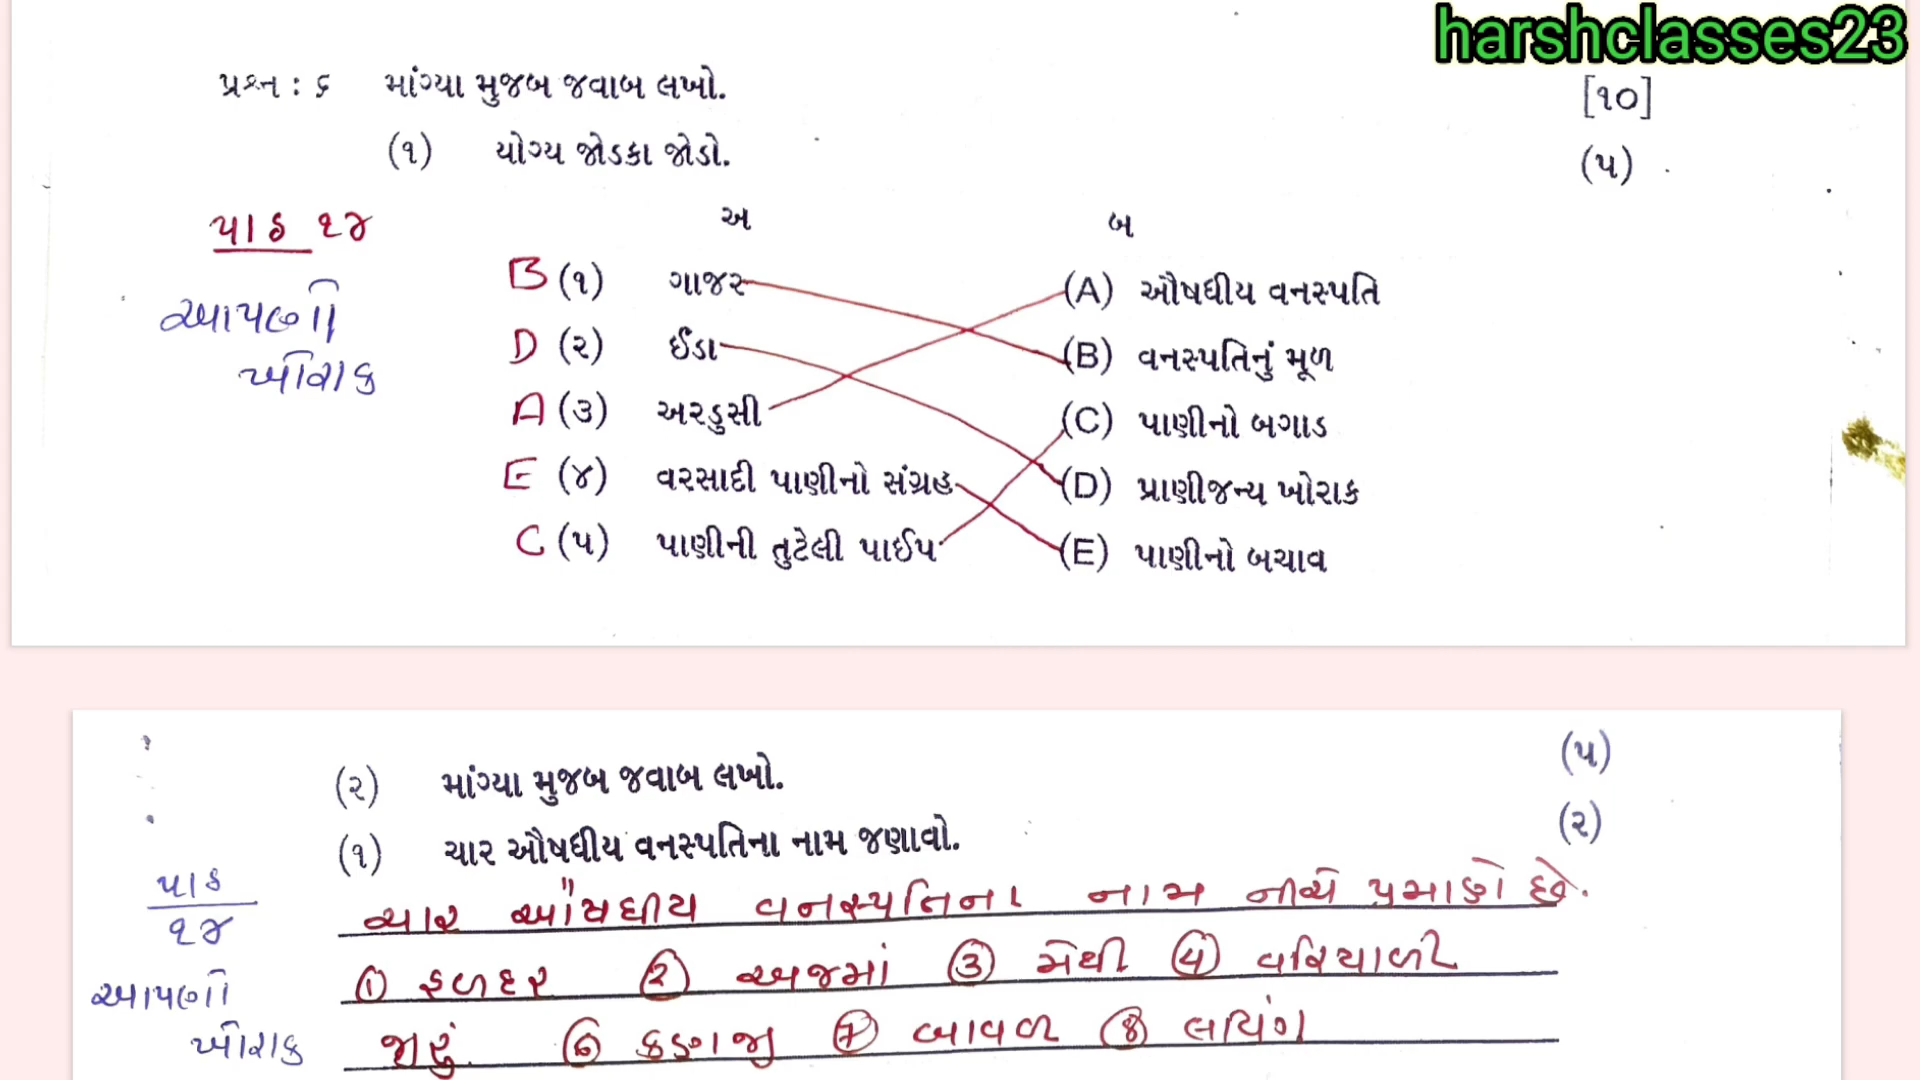 harshclasses23
પ્રશ્ન : ૬ માંગ્યા મુજબ જવાબ લખો. [૧૦]
(૧) યોગ્ય જોડકા જોડો. (૫)
પાઠ ૧૪
આપણો
ખોરાક
અ બ
B (૧) ગાજર (A) ઔષધીય વનસ્પતિ
D (૨) ઈંડા (B) વનસ્પતિનું મૂળ
A (૩) અરડુસી (C) પાણીનો બગાડ
E (૪) વરસાદી પાણીનો સંગ્રહ (D) પ્રાણીજન્ય ખોરાક
C (૫) પાણીની તુટેલી પાઈપ (E) પાણીનો બચાવ
(૨) માંગ્યા મુજબ જવાબ લખો. (૫)
(૧) ચાર ઔષધીય વનસ્પતિના નામ જણાવો. (૨)
પાઠ
૧૪
આપણો
ખોરાક
ચાર ઔષધીય વનસ્પતિના નામ નીચે પ્રમાણે છે.
① હળદર ② અજમાં ③ મેથી ④ વરિયાળી
જીરું ⑥ કડવાજી ⑦ બાવળ ⑧ લવિંગ